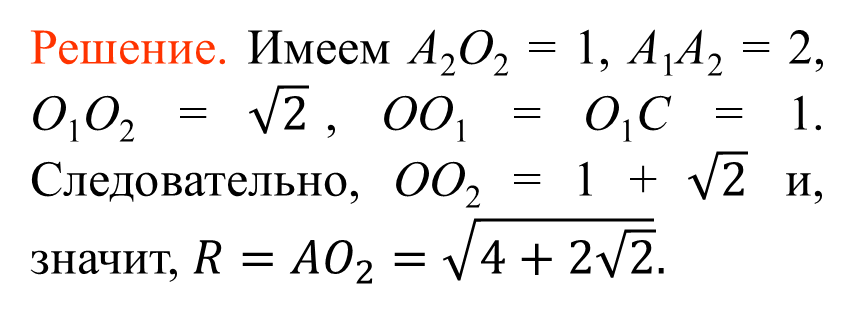 Решение. Имеем A₂O₂ = 1, A₁A₂ = 2,
O₁O₂ = √2 , OO₁ = O₁C = 1.
Следовательно, OO₂ = 1 + √2 и,
значит, R = AO₂ = √(4 + 2√2).